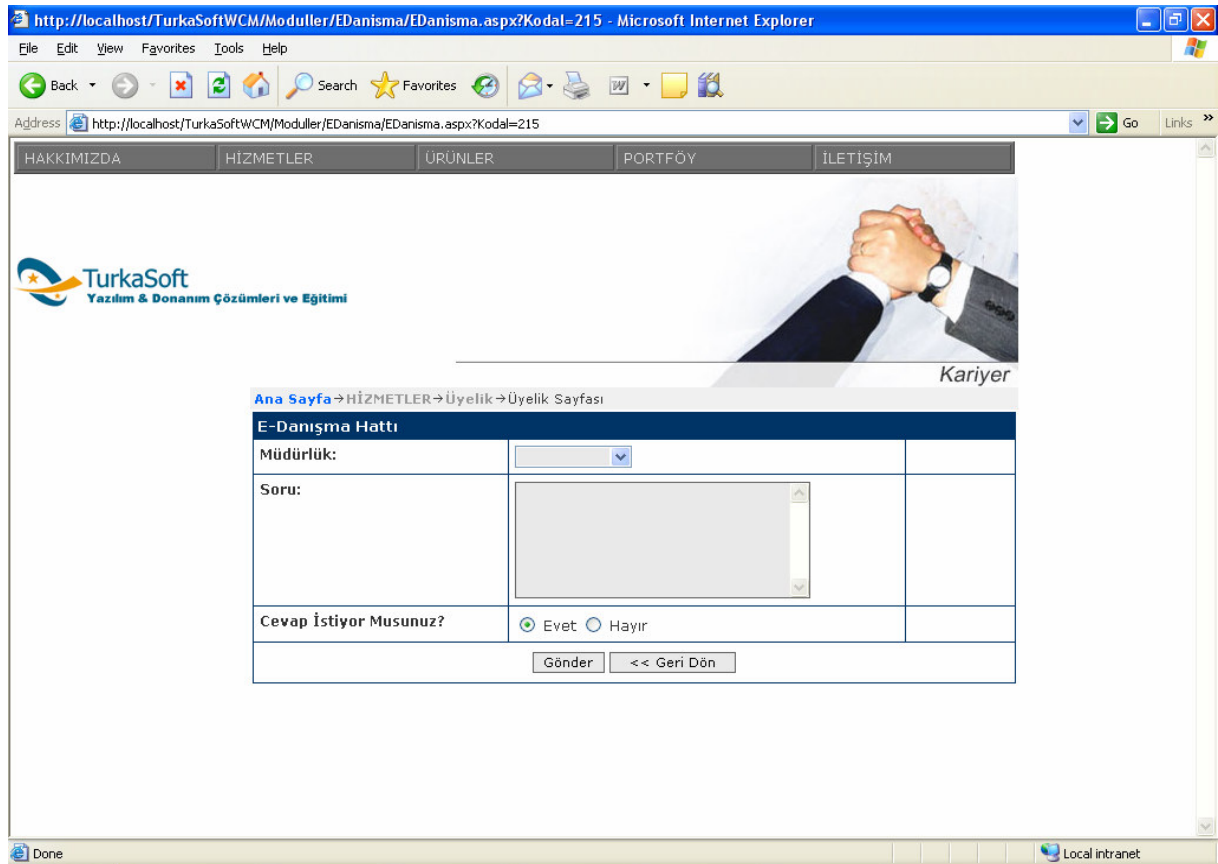 http://localhost/TurkaSoftWCM/Moduller/EDanisma/EDanisma.aspx?Kodal=215 - Microsoft Internet Explorer
File Edit View Favorites Tools Help
Back Search Favorites
Address http://localhost/TurkaSoftWCM/Moduller/EDanisma/EDanisma.aspx?Kodal=215 Go Links »
HAKKIMIZDA HİZMETLER ÜRÜNLER PORTFÖY İLETİŞİM
TurkaSoft
Yazılım & Donanım Çözümleri ve Eğitimi
Kariyer
Ana Sayfa→HİZMETLER→Üyelik→Üyelik Sayfası
E-Danışma Hattı
Müdürlük:
Soru:
Cevap İstiyor Musunuz? Evet Hayır
Gönder << Geri Dön
Done Local intranet